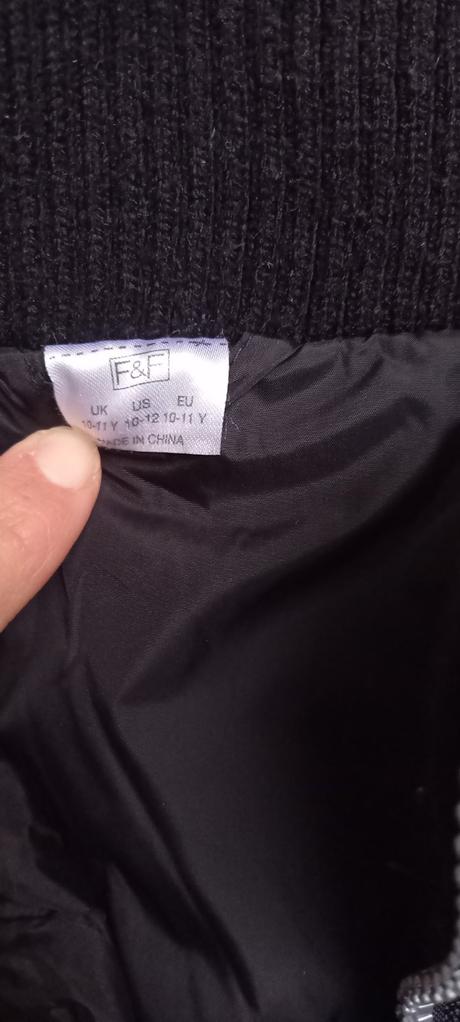 F&F
UK US EU
10-11 Y 10-12 10-11 Y
MADE IN CHINA